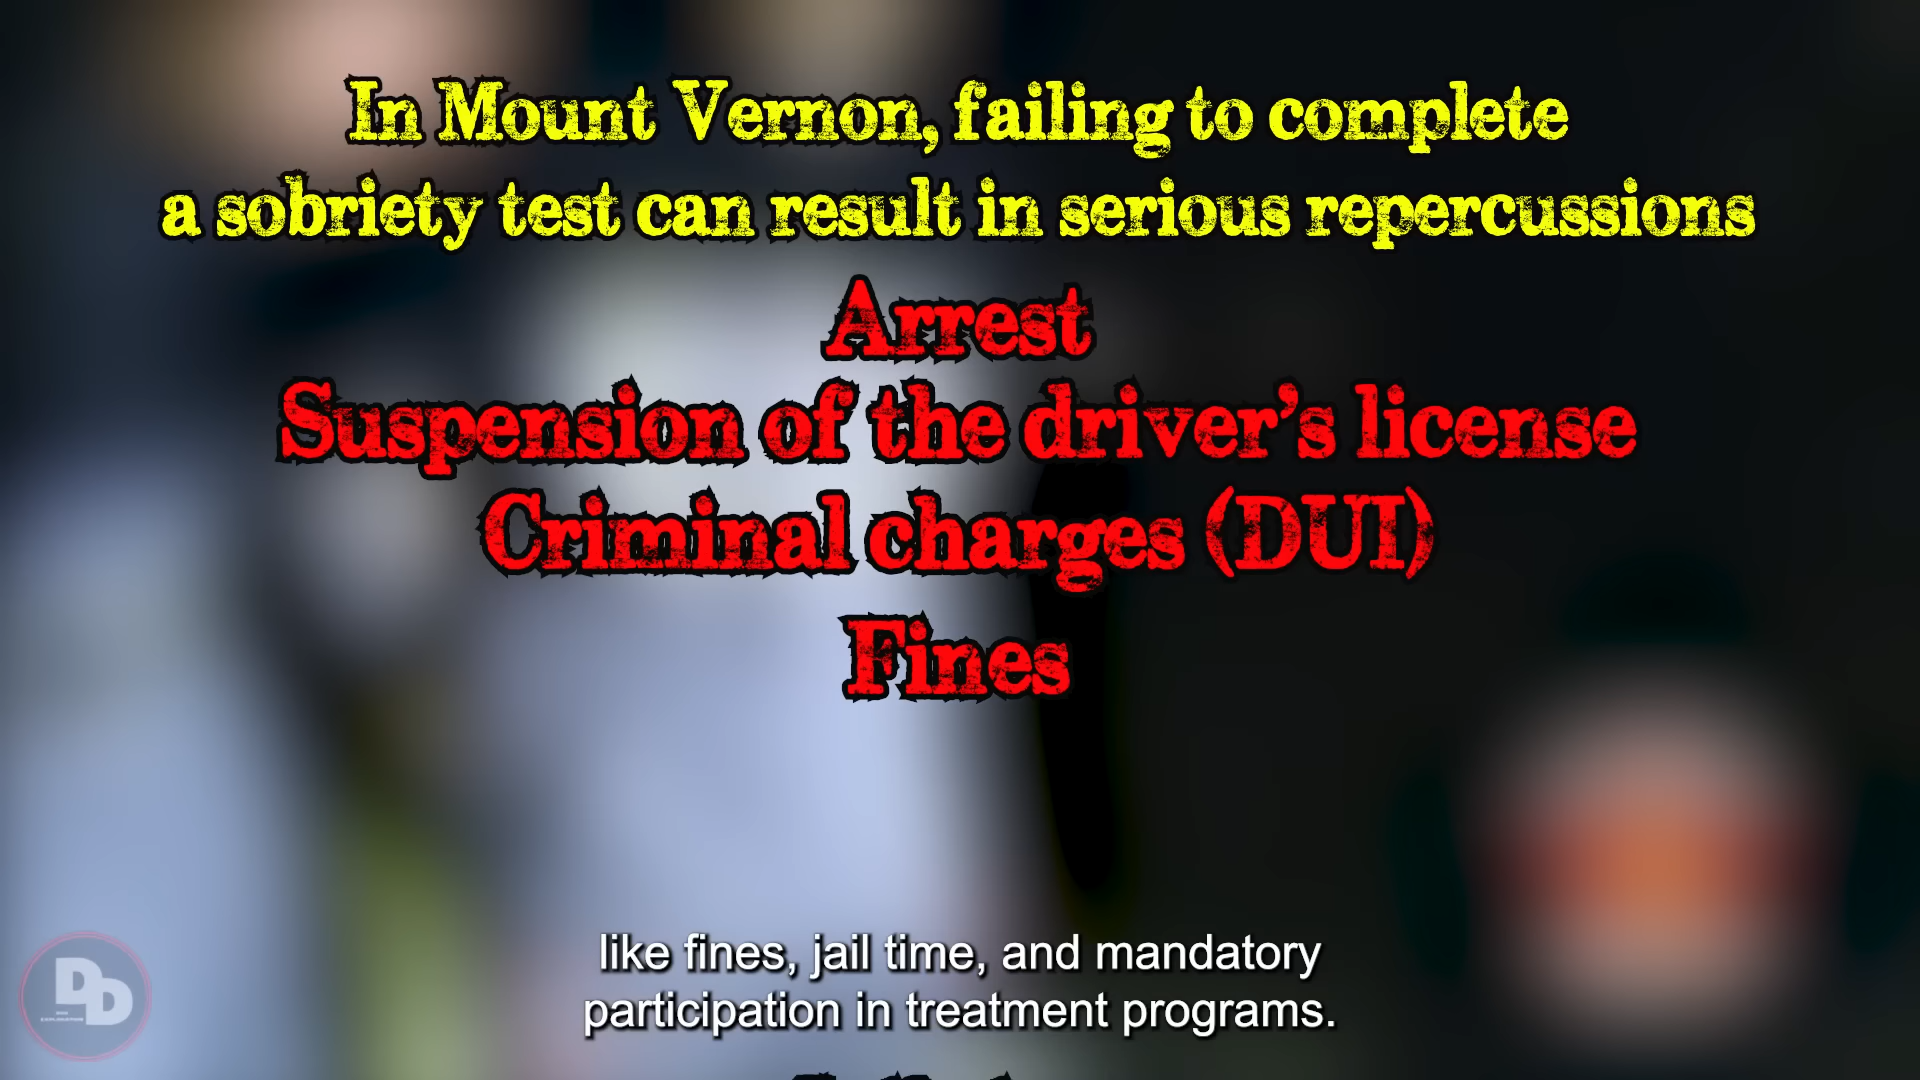 In Mount Vernon, failing to complete
a sobriety test can result in serious repercussions
Arrest
Suspension of the driver's license
Criminal charges (DUI)
Fines
like fines, jail time, and mandatory
participation in treatment programs.
DD